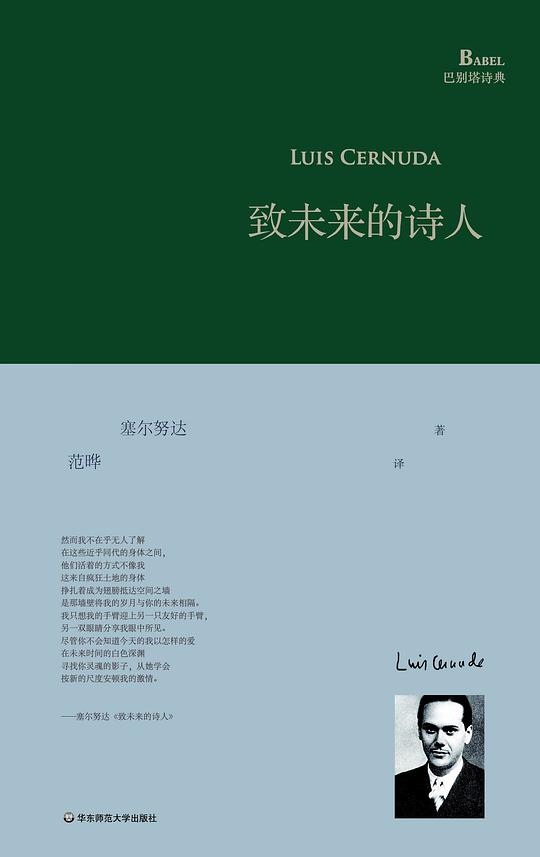 BABEL
巴别塔诗典
LUIS CERNUDA
致未来的诗人
塞尔努达 著
范晔 译
然而我不在乎无人了解
在这些近乎同代的身体之间，
他们活着的方式不像我
这来自疯狂土地的身体
挣扎着成为翅膀抵达空间之墙
是那墙壁将我的岁月与你的未来相隔。
我只想我的手臂迎上另一只友好的手臂，
另一双眼睛分享我眼中所见。
尽管你不会知道今天的我以怎样的爱
在未来时间的白色深渊
寻找你灵魂的影子，从她学会
按新的尺度安顿我的激情。
——塞尔努达《致未来的诗人》
Luis Cernuda
华东师范大学出版社